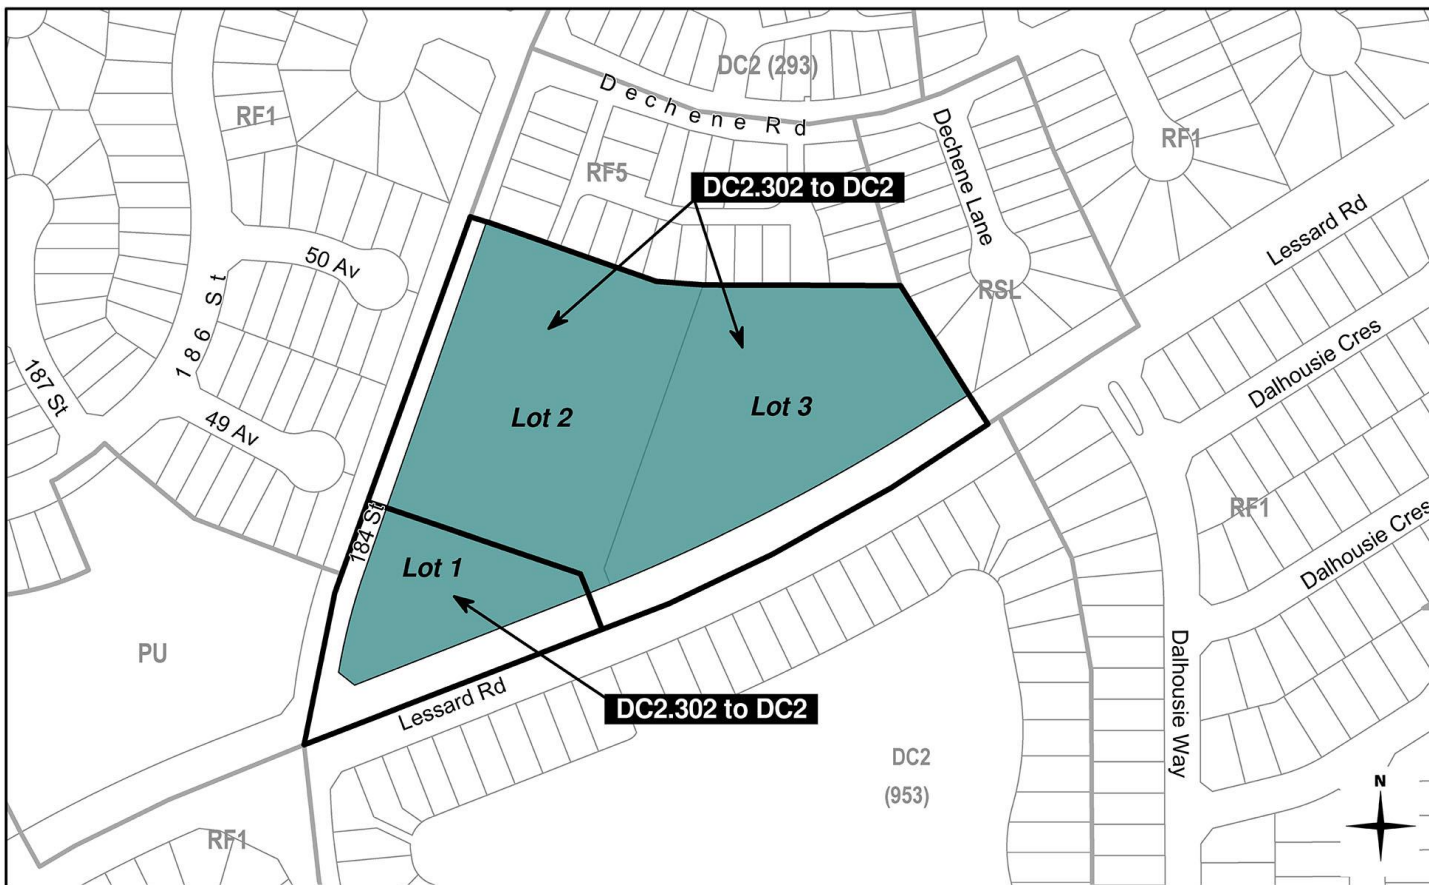 DC2 (293)
Dechene Rd
RF1
Dechene Lane
RF1
RF5
DC2.302 to DC2
Lessard Rd
50 Av
RSL
186 St
187 St
Dalhousie Cres
49 Av
Lot 2
Lot 3
184 St
RF1
Dalhousie Cres
Lot 1
PU
Lessard Rd
DC2.302 to DC2
Dalhousie Way
DC2
(953)
N
RF1